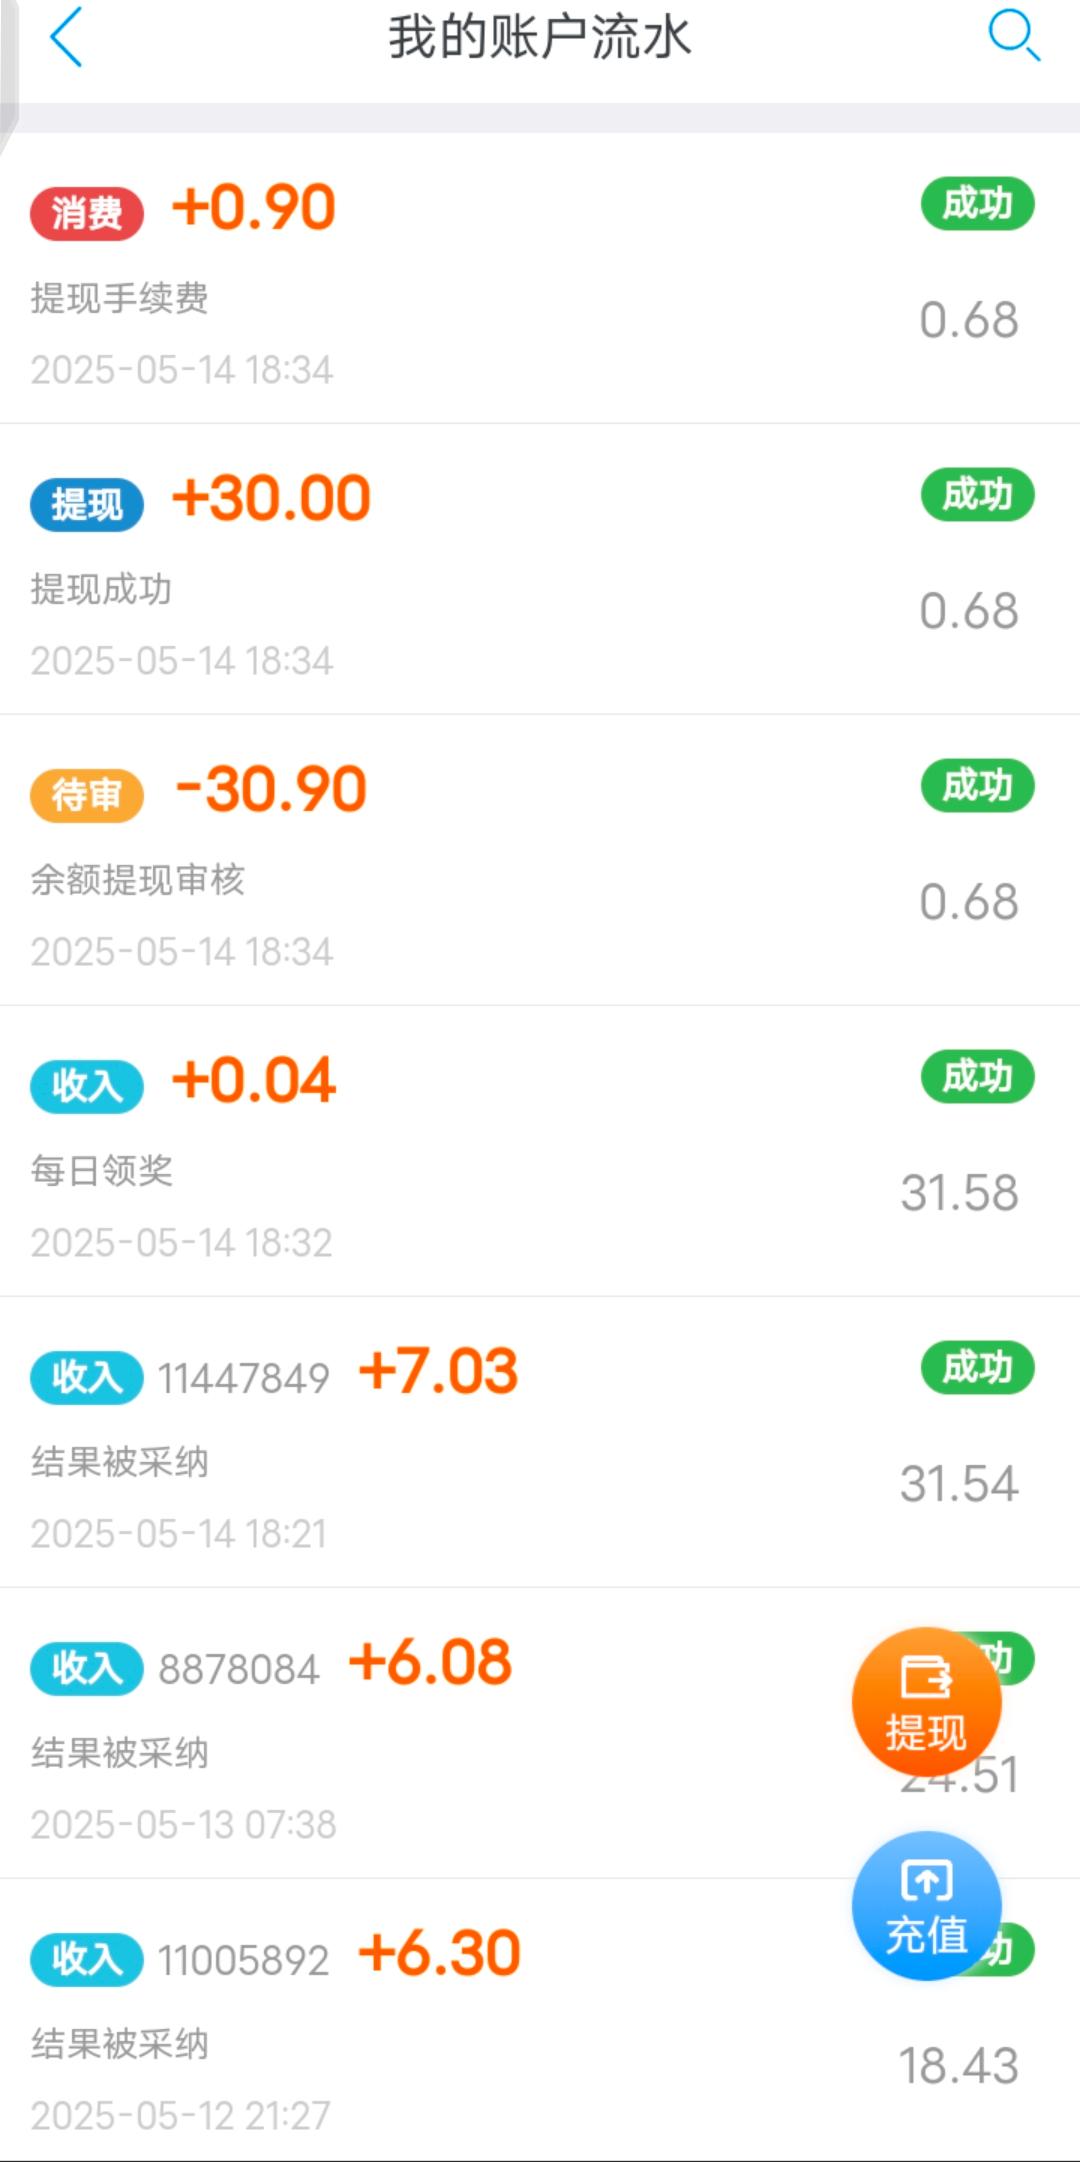 我的账户流水
消费 +0.90 成功
提现手续费
0.68
2025-05-14 18:34
提现 +30.00 成功
提现成功
0.68
2025-05-14 18:34
待审 -30.90 成功
余额提现审核
0.68
2025-05-14 18:34
收入 +0.04 成功
每日领奖
31.58
2025-05-14 18:32
收入 11447849 +7.03 成功
结果被采纳
31.54
2025-05-14 18:21
收入 8878084 +6.08 功
提现
结果被采纳
24.51
2025-05-13 07:38
收入 11005892 +6.30 功
充值
结果被采纳
18.43
2025-05-12 21:27